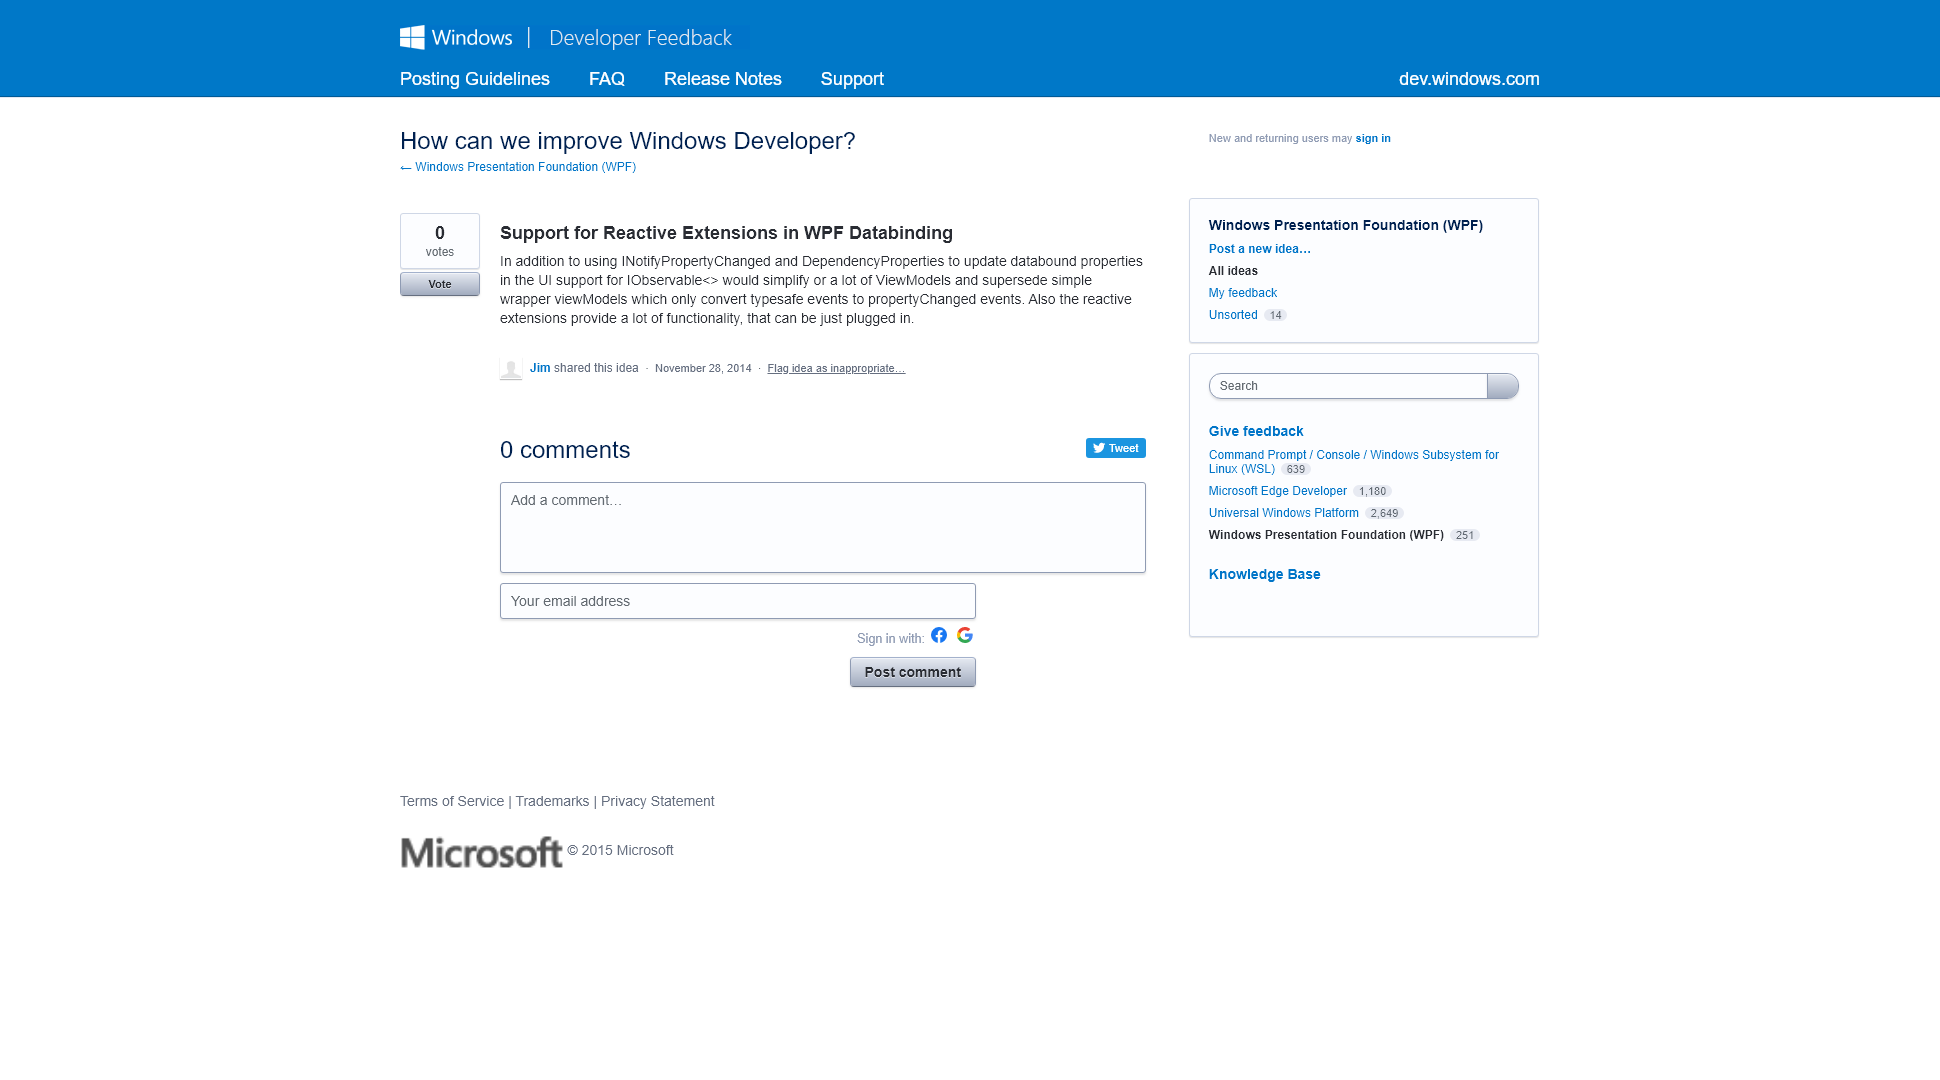 Windows | Developer Feedback
Posting Guidelines FAQ Release Notes Support dev.windows.com
How can we improve Windows Developer?
← Windows Presentation Foundation (WPF)
New and returning users may sign in
0
votes
Vote
Support for Reactive Extensions in WPF Databinding
In addition to using INotifyPropertyChanged and DependencyProperties to update databound properties
in the UI support for IObservable<> would simplify or a lot of ViewModels and supersede simple
wrapper viewModels which only convert typesafe events to propertyChanged events. Also the reactive
extensions provide a lot of functionality, that can be just plugged in.
Jim shared this idea · November 28, 2014 · Flag idea as inappropriate…
0 comments
Tweet
Add a comment…
Your email address
Sign in with:
Post comment
Windows Presentation Foundation (WPF)
Post a new idea…
All ideas
My feedback
Unsorted 14
Search
Give feedback
Command Prompt / Console / Windows Subsystem for
Linux (WSL) 639
Microsoft Edge Developer 1,180
Universal Windows Platform 2,649
Windows Presentation Foundation (WPF) 251
Knowledge Base
Terms of Service | Trademarks | Privacy Statement
Microsoft © 2015 Microsoft